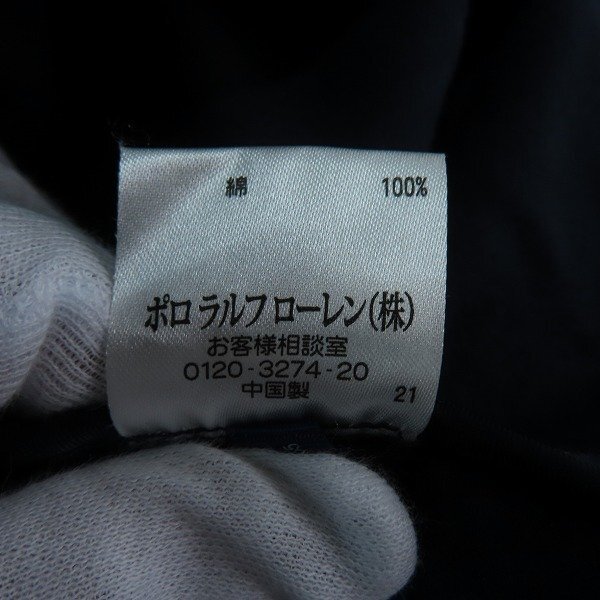 綿 100%
ポロ ラルフ ローレン(株)
お客様相談室
0120-3274-20
中国製 21